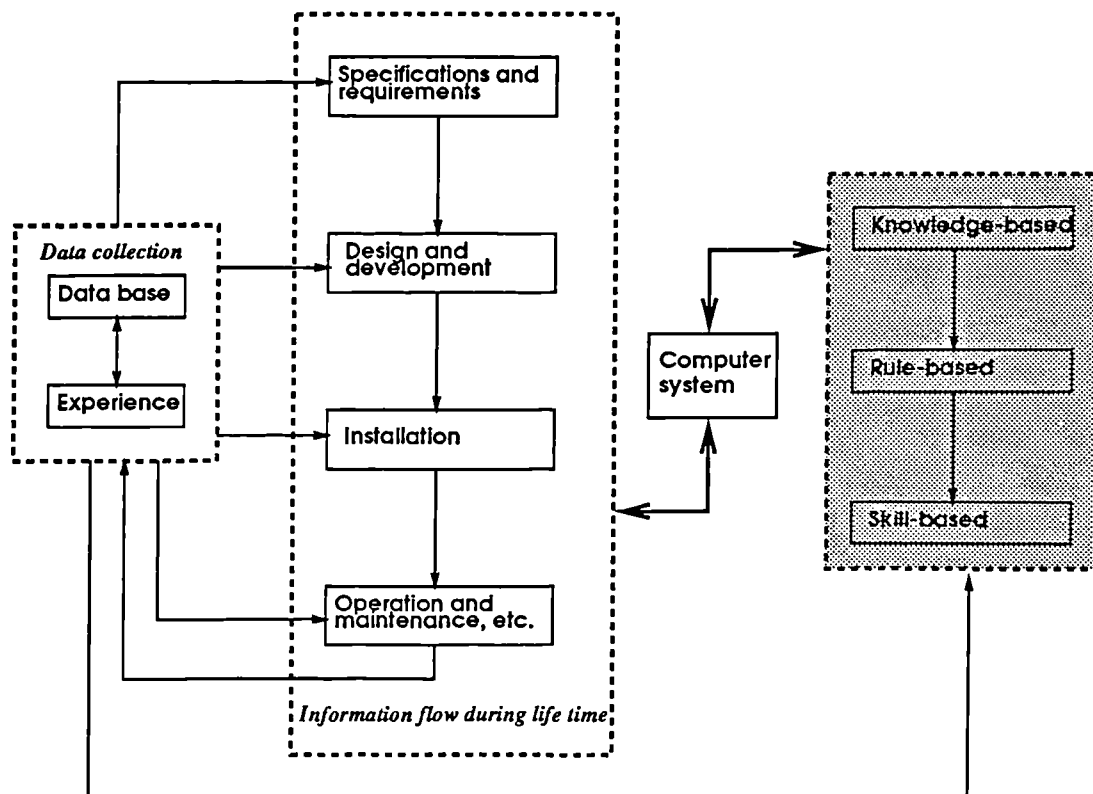 Specifications and
requirements
Data collection
Data base
Experience
Design and
development
Installation
Operation and
maintenance, etc.
Information flow during life time
Computer
system
Knowledge-based
Rule-based
Skill-based